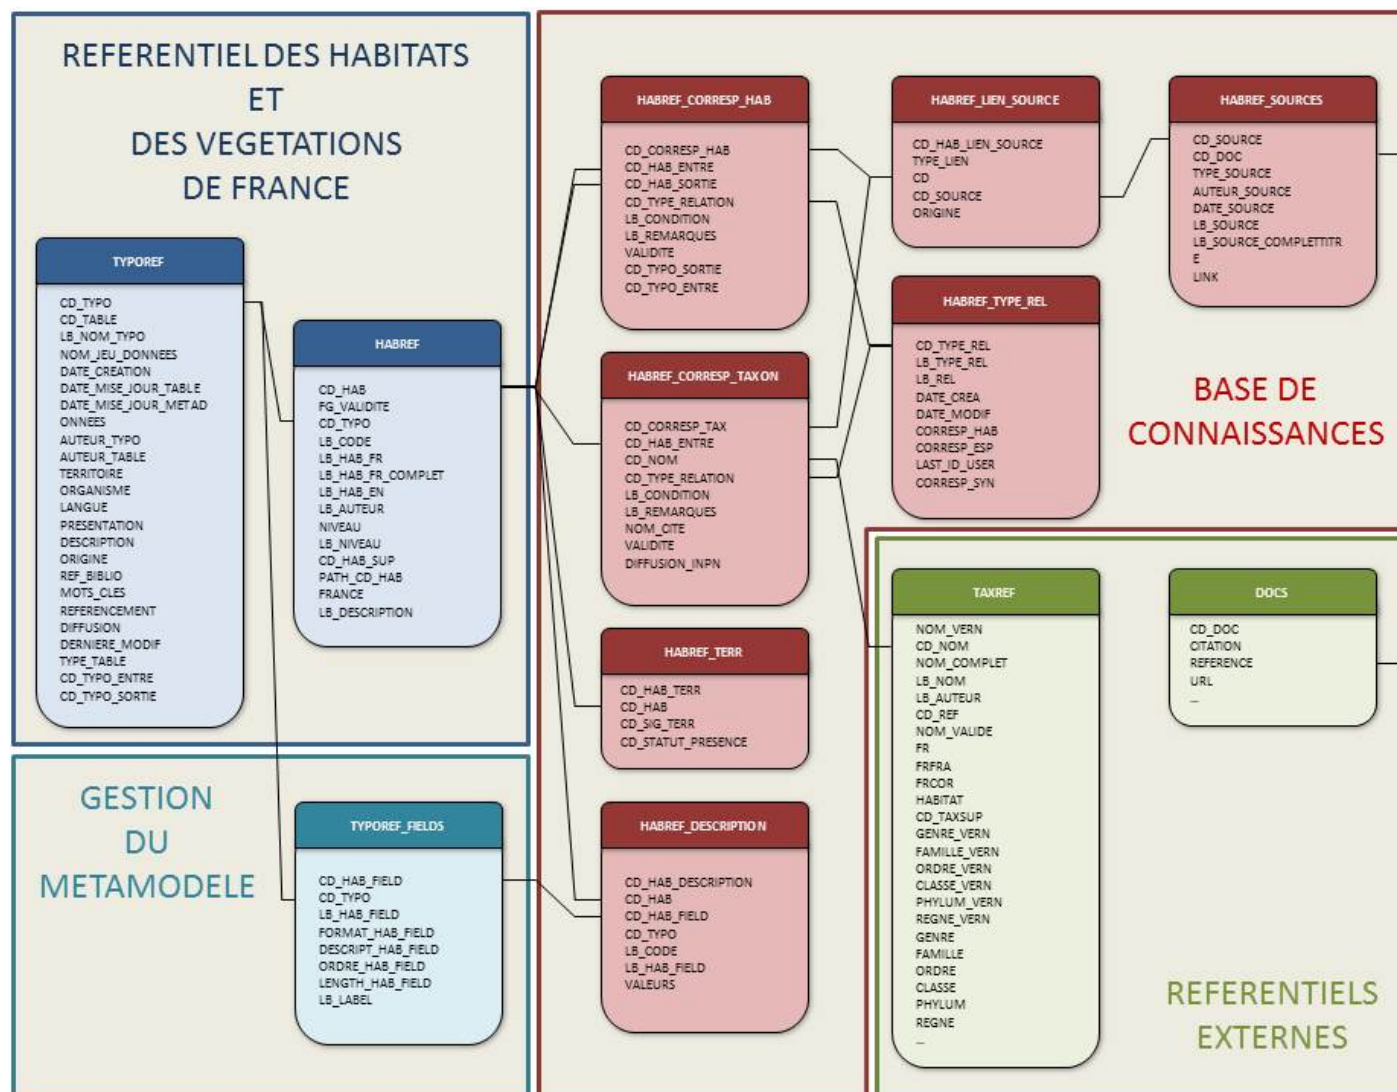 RÉFERENTIEL DES HABITATS
ET
DES VEGETATIONS
DE FRANCE
TYPOREF
CD_TYPO
CD_TABLE
LB_NOM_TYPO
NOM_JEU_DONNEES
DATE_CREATION
DATE_MISE_JOUR_TABLE
DATE_MISE_JOUR_METAD
ONNEES
AUTEUR_TYPO
AUTEUR_TABLE
TERRITOIRE
ORGANISME
LANGUE
PRESENTATION
DESCRIPTION
ORIGINE
REF_BIBLIO
MOTS_CLES
REFERENCEMENT
DIFFUSION
DERNIERE_MODIF
TYPE_TABLE
CD_TYPO_ENTRE
CD_TYPO_SORTIE
HABREF
CD_HAB
FG_VALIDITE
CD_TYPO
LB_CODE
LB_HAB_FR
LB_HAB_FR_COMPLET
LB_HAB_EN
LB_AUTEUR
NIVEAU
LB_NIVEAU
CD_HAB_SUP
PATH_CD_HAB
FRANCE
LB_DESCRIPTION
GESTION
DU
METAMODELE
TYPOREF_FIELDS
CD_HAB_FIELD
CD_TYPO
LB_HAB_FIELD
FORMAT_HAB_FIELD
DESCRIPT_HAB_FIELD
ORDRE_HAB_FIELD
LENGTH_HAB_FIELD
LB_LABEL
HABREF_CORRESP_HAB
CD_CORRESP_HAB
CD_HAB_ENTRE
CD_HAB_SORTIE
CD_TYPE_RELATION
LB_CONDITION
LB_REMARQUES
VALIDITE
CD_TYPO_SORTIE
CD_TYPO_ENTRE
HABREF_CORRESP_TAXON
CD_CORRESP_TAX
CD_HAB_ENTRE
CD_NOM
CD_TYPE_RELATION
LB_CONDITION
LB_REMARQUES
NOM_CITE
VALIDITE
DIFFUSION_INPN
HABREF_TERR
CD_HAB_TERR
CD_HAB
CD_SIG_TERR
CD_STATUT_PRESENCE
HABREF_DESCRIPTION
CD_HAB_DESCRIPTION
CD_HAB
CD_HAB_FIELD
CD_TYPO
LB_CODE
LB_HAB_FIELD
VALEURS
HABREF_LIEN_SOURCE
CD_HAB_LIEN_SOURCE
TYPE_LIEN
CD
CD_SOURCE
ORIGINE
HABREF_TYPE_REL
CD_TYPE_REL
LB_TYPE_REL
LB_REL
DATE_CREA
DATE_MODIF
CORRESP_HAB
CORRESP_ESP
LAST_ID_USER
CORRESP_SYN
HABREF_SOURCES
CD_SOURCE
CD_DOC
TYPE_SOURCE
AUTEUR_SOURCE
DATE_SOURCE
LB_SOURCE
LB_SOURCE_COMPLETTITR
E
LINK
BASE DE
CONNAISSANCES
TAXREF
NOM_VERN
CD_NOM
NOM_COMPLET
LB_NOM
LB_AUTEUR
CD_REF
NOM_VALIDE
FR
FRFRA
FRCOR
HABITAT
CD_TAXSUP
GENRE_VERN
FAMILLE_VERN
ORDRE_VERN
CLASSE_VERN
PHYLUM_VERN
REGNE_VERN
GENRE
FAMILLE
ORDRE
CLASSE
PHYLUM
REGNE
...
DOCS
CD_DOC
CITATION
REFERENCE
URL
...
REFERENTIELS
EXTERNES